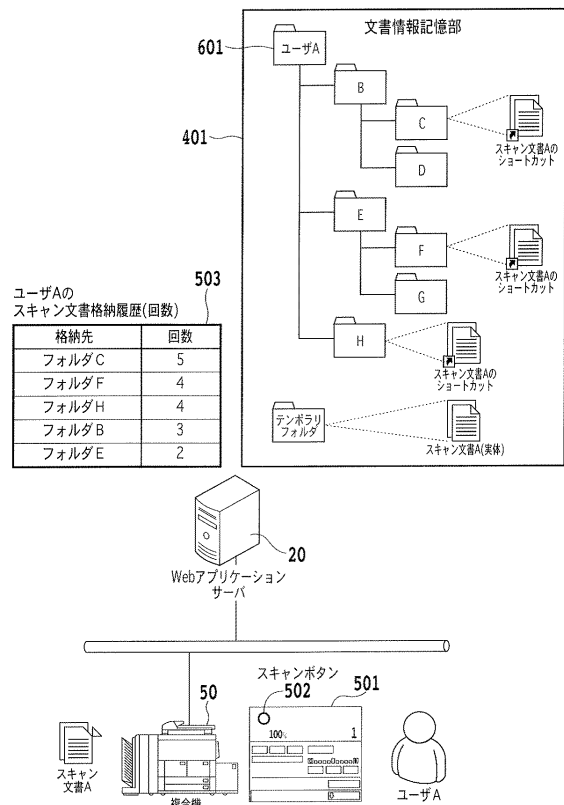 文書情報記憶部
601
ユーザA
B
C
スキャン文書Aの
ショートカット
401
D
E
F
スキャン文書Aの
ショートカット
G
H
スキャン文書Aの
ショートカット
テンポラリ
フォルダ
スキャン文書A(実体)
503
ユーザAの
スキャン文書格納履歴(回数)
格納先 回数
フォルダC 5
フォルダF 4
フォルダH 4
フォルダB 3
フォルダE 2
20
Webアプリケーション
サーバ
スキャンボタン
50
502
501
100%
1
スキャン
文書A
複合機
ユーザA
0